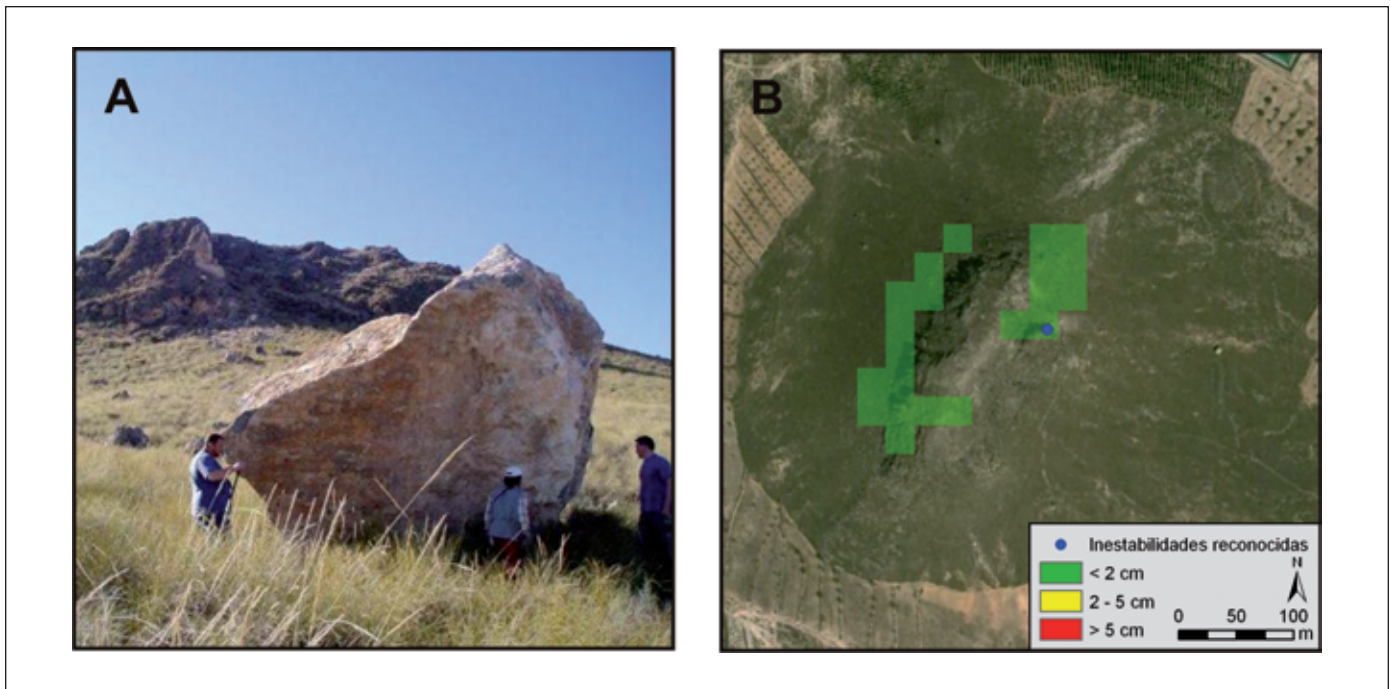 A
B
Inestabilidades reconocidas
< 2 cm
2 - 5 cm
> 5 cm
N
0 50 100
m